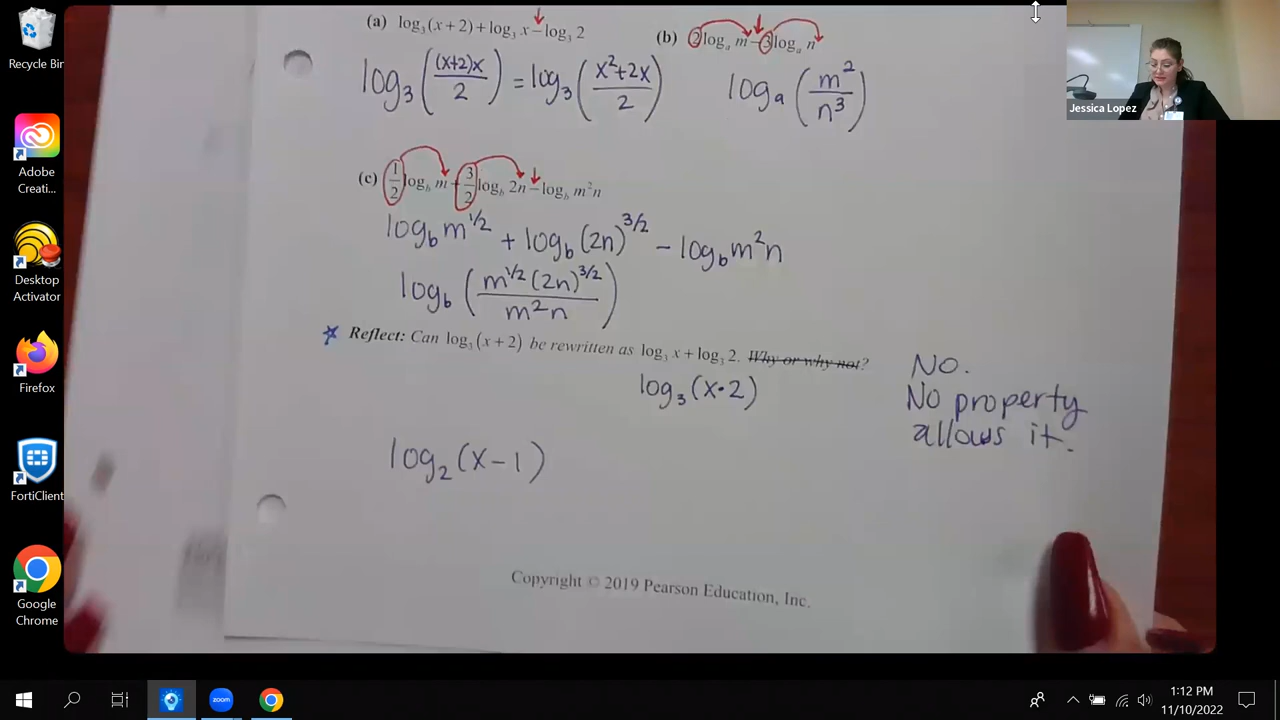 Recycle Bin
Adobe
Creati...
Desktop
Activator
Firefox
FortiClient
Google
Chrome
Jessica Lopez
(a) log₃(x+2)+log₃ x−log₃ 2
log₃((x+2)x/2) = log₃(x²+2x/2)
(b) 2logₐ m−3logₐ n
logₐ(m²/n³)
(c) 1/2 log_b m+3/2 log_b 2n−log_b m²n
log_b m^1/2 + log_b (2n)^3/2 − log_b m²n
log_b (m^1/2 (2n)^3/2 / m²n)
Reflect: Can log₃(x+2) be rewritten as log₃ x+log₃ 2. Why or why not?
log₃(x·2)
No.
No property
allows it.
log₂(x−1)
Copyright © 2019 Pearson Education, Inc.
1:12 PM
11/10/2022